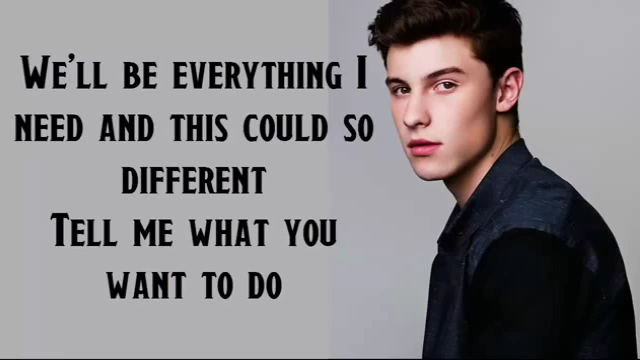 We'll be everything I
need and this could so
different
Tell me what you
want to do